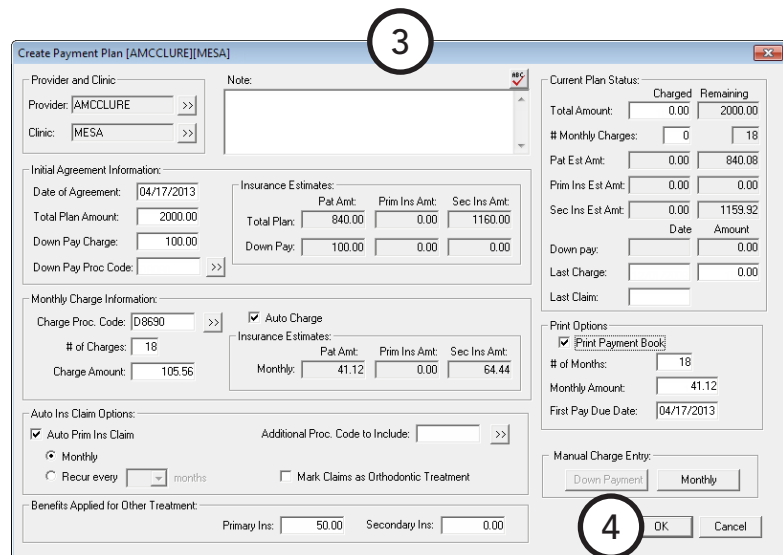 3
Create Payment Plan [AMCCLURE][MESA]
Provider and Clinic
Provider: AMCCLURE >>
Clinic: MESA >>
Note:
ABC
Initial Agreement Information:
Date of Agreement: 04/17/2013
Total Plan Amount: 2000.00
Down Pay Charge: 100.00
Down Pay Proc Code: >>
Insurance Estimates:
Pat Amt: Prim Ins Amt: Sec Ins Amt:
Total Plan: 840.00 0.00 1160.00
Down Pay: 100.00 0.00 0.00
Monthly Charge Information:
Charge Proc. Code: D8690 >>
# of Charges: 18
Charge Amount: 105.56
Auto Charge
Insurance Estimates:
Pat Amt: Prim Ins Amt: Sec Ins Amt:
Monthly: 41.12 0.00 64.44
Auto Ins Claim Options:
Auto Prim Ins Claim
Additional Proc. Code to Include: >>
Monthly
Recur every months
Mark Claims as Orthodontic Treatment
Benefits Applied for Other Treatment:
Primary Ins: 50.00 Secondary Ins: 0.00
Current Plan Status:
Charged Remaining
Total Amount: 0.00 2000.00
# Monthly Charges: 0 18
Pat Est Amt: 0.00 840.08
Prim Ins Est Amt: 0.00 0.00
Sec Ins Est Amt: 0.00 1159.92
Date Amount
Down pay: 0.00
Last Charge: 0.00
Last Claim:
Print Options
Print Payment Book
# of Months: 18
Monthly Amount: 41.12
First Pay Due Date: 04/17/2013
Manual Charge Entry:
Down Payment Monthly
4
OK Cancel